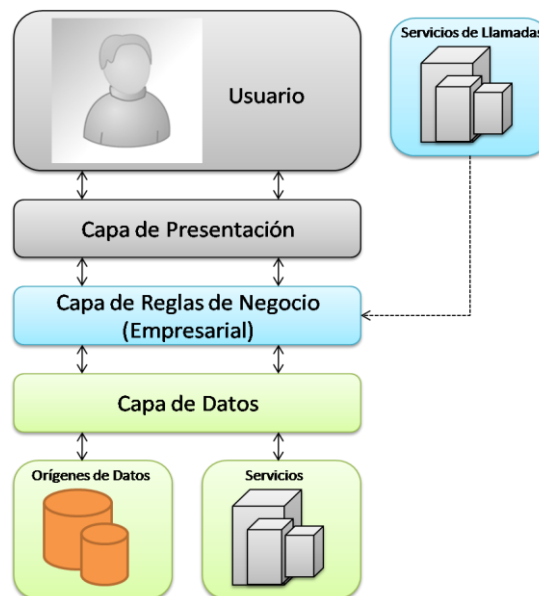 Servicios de Llamadas
Usuario
Capa de Presentación
Capa de Reglas de Negocio
(Empresarial)
Capa de Datos
Orígenes de Datos
Servicios